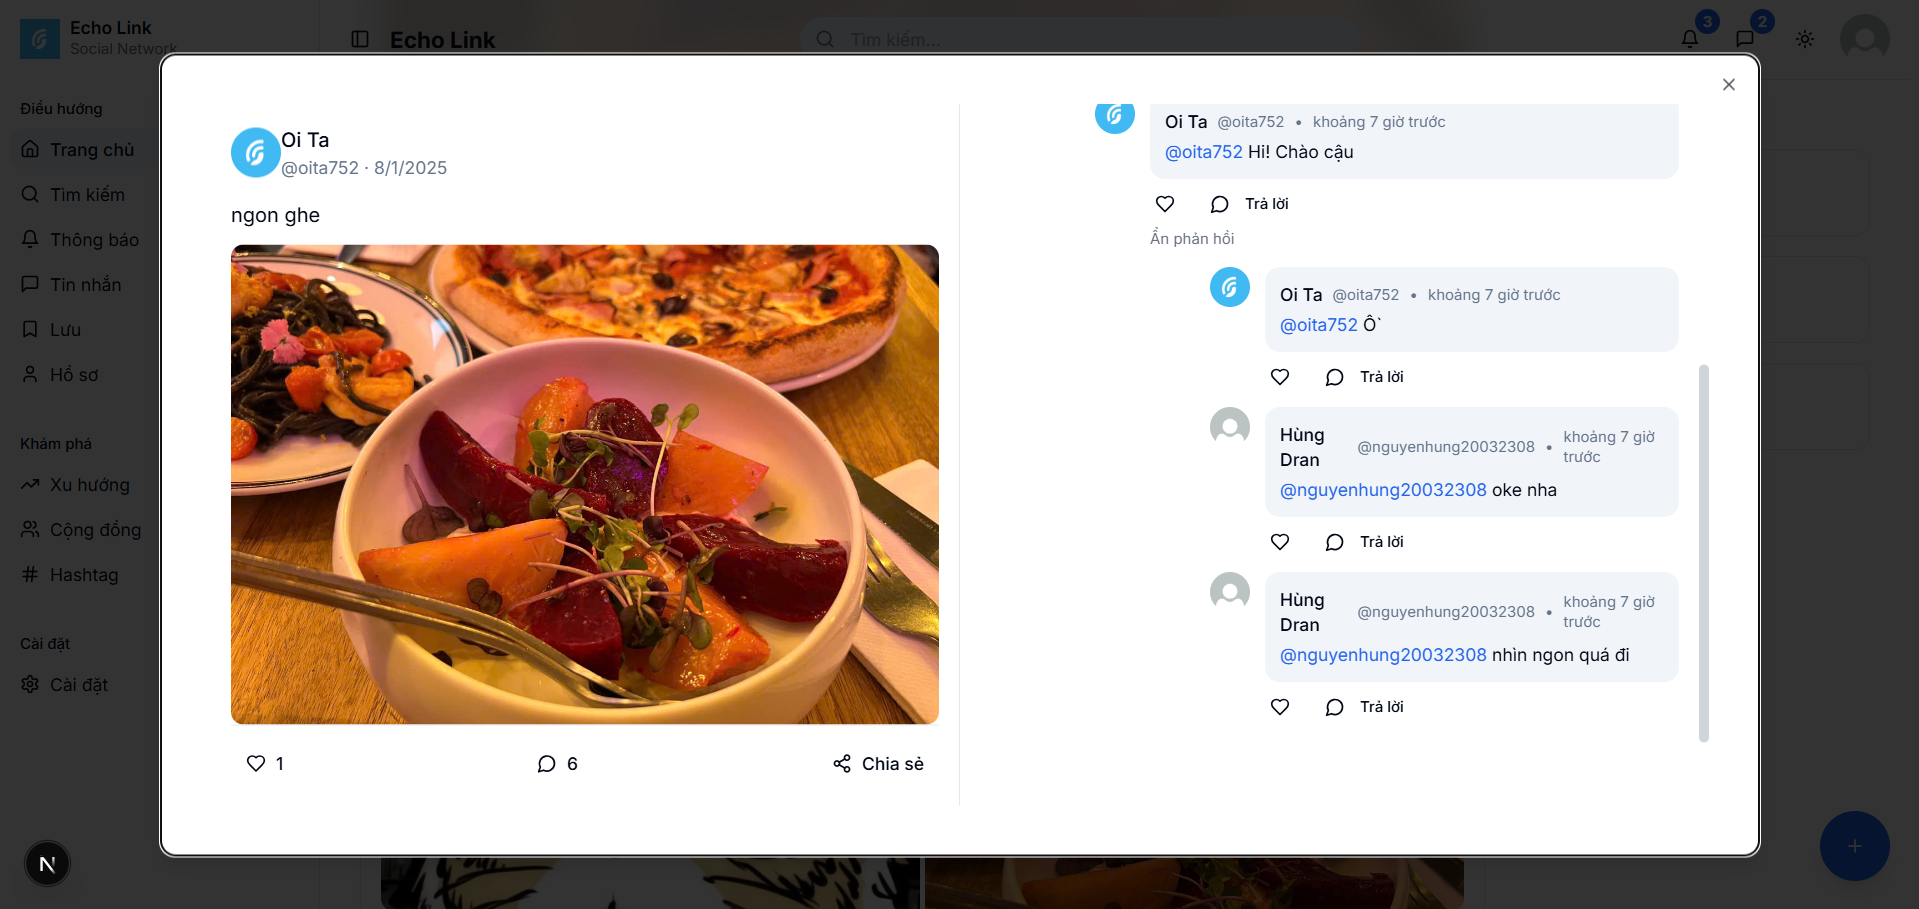 Echo Link
Social Network
Echo Link
Tìm kiếm...
3
2
Điều hướng
Trang chủ
Tìm kiếm
Thông báo
Tin nhắn
Lưu
Hồ sơ
Khám phá
Xu hướng
Cộng đồng
Hashtag
Cài đặt
Cài đặt
N
Oi Ta
@oita752 · 8/1/2025
ngon ghe
1
6
Chia sẻ
Oi Ta @oita752 • khoảng 7 giờ trước
@oita752 Hi! Chào cậu
Trả lời
Ẩn phản hồi
Oi Ta @oita752 • khoảng 7 giờ trước
@oita752 Ô`
Trả lời
Hùng Dran @nguyenhung20032308 • khoảng 7 giờ trước
@nguyenhung20032308 oke nha
Trả lời
Hùng Dran @nguyenhung20032308 • khoảng 7 giờ trước
@nguyenhung20032308 nhìn ngon quá đi
Trả lời